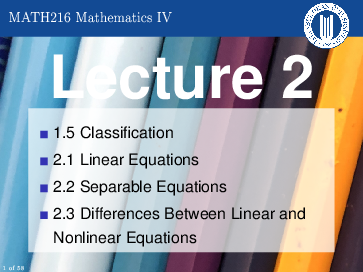 MATH216 Mathematics IV
Lecture 2
1.5 Classification
2.1 Linear Equations
2.2 Separable Equations
2.3 Differences Between Linear and
Nonlinear Equations
1 of 58